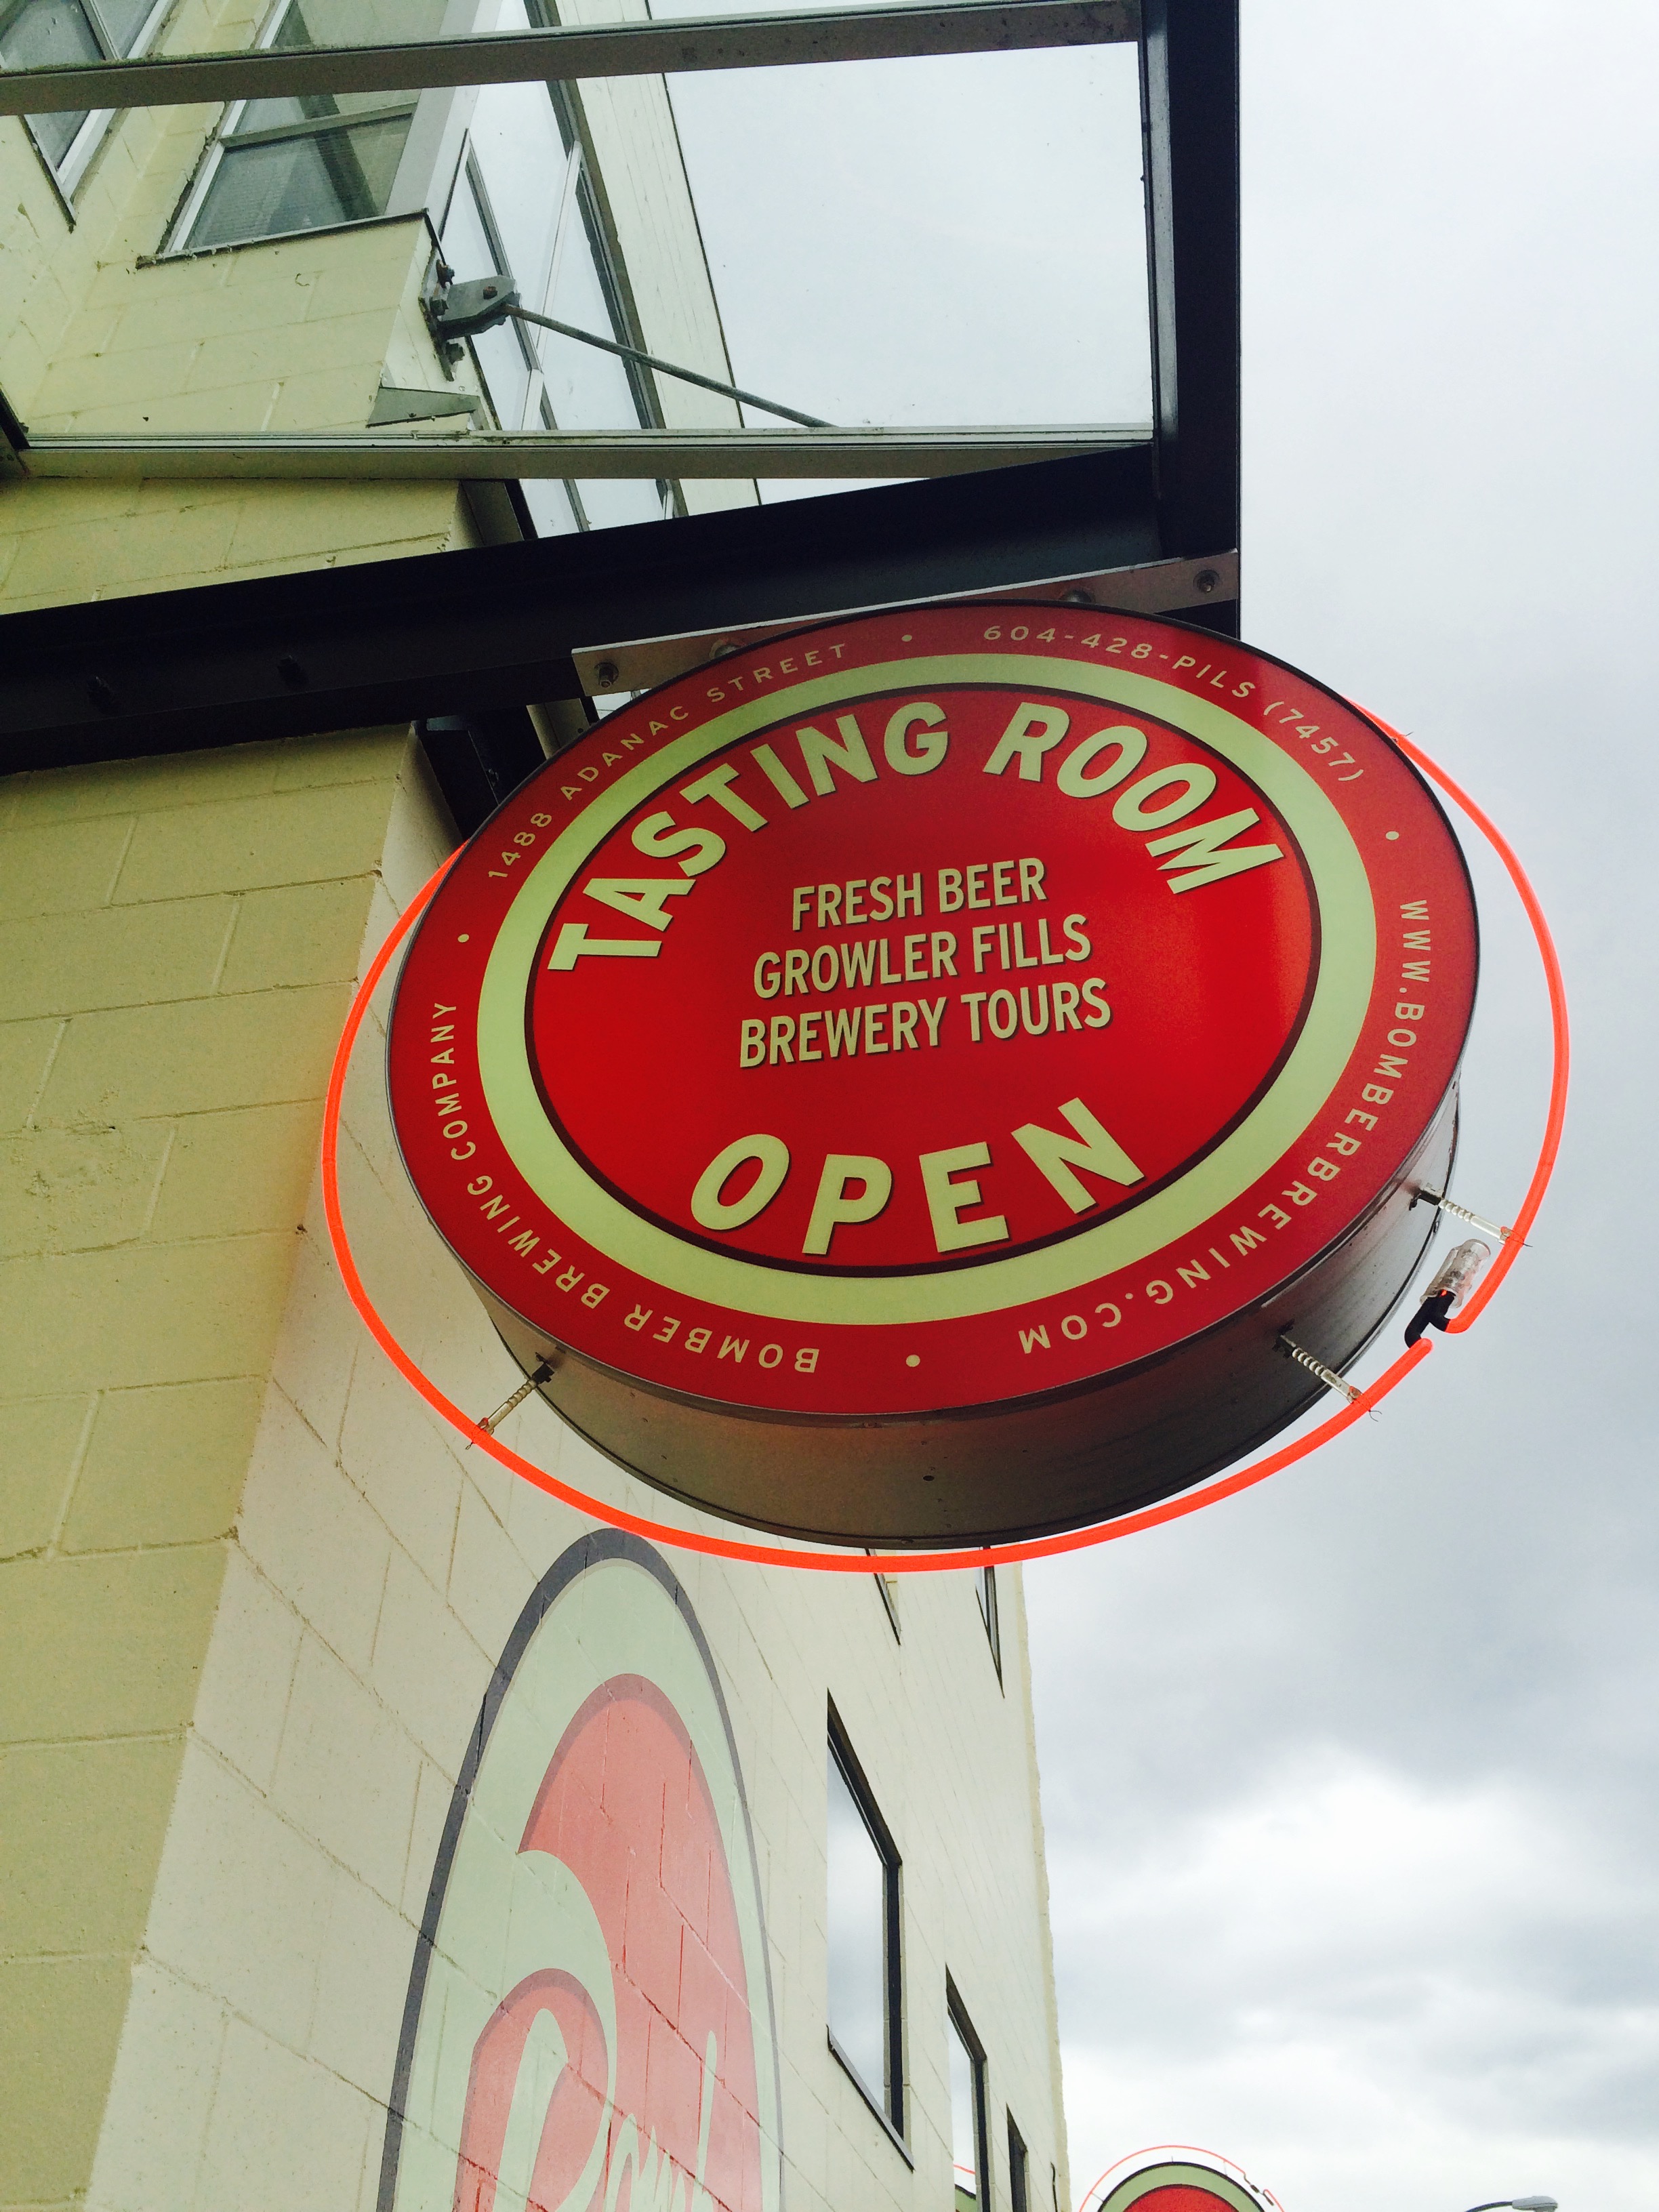 1488 ADANAC STREET • 604-428-PILS (7457) • WWW.BOMBERBREWING.COM • BOMBER BREWING COMPANY •
TASTING ROOM
FRESH BEER
GROWLER FILLS
BREWERY TOURS
OPEN